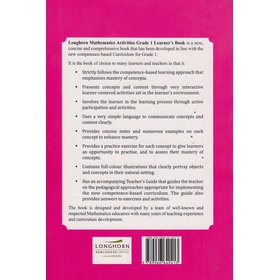 Longhorn Mathematics Activities Grade 1 Learner's Book is a new,
concise and comprehensive book that has been developed in line with the
new competence-based Curriculum for Grade 1.
It is the book of choice to many learners and teachers in that it:
• Strictly follows the competence-based learning approach that
emphasises mastery of concepts.
• Presents concepts and content through very interactive
learner-centered activities set in the learner's environment.
• Involves the learner in the learning process through active
participation and activities.
• Uses a very simple language to communicate concepts and
content clearly.
• Provides concise notes and numerous examples on each
concept to enhance mastery.
• Provides a practice exercise for each concept to give learners
an opportunity to practise, and to assess their mastery of
concepts.
• Contains full-colour illustrations that clearly portray objects
and concepts in their natural setting.
• Has an accompanying Teacher's Guide that guides the teacher
on the pedagogical approaches appropriate for implementing
the new competence-based curriculum. The guide also
provides answers to exercises and activities.
The book is designed and developed by a team of well-known and
respected Mathematics educators with many years of teaching experience
and curriculum development.
LONGHORN
PUBLISHERS